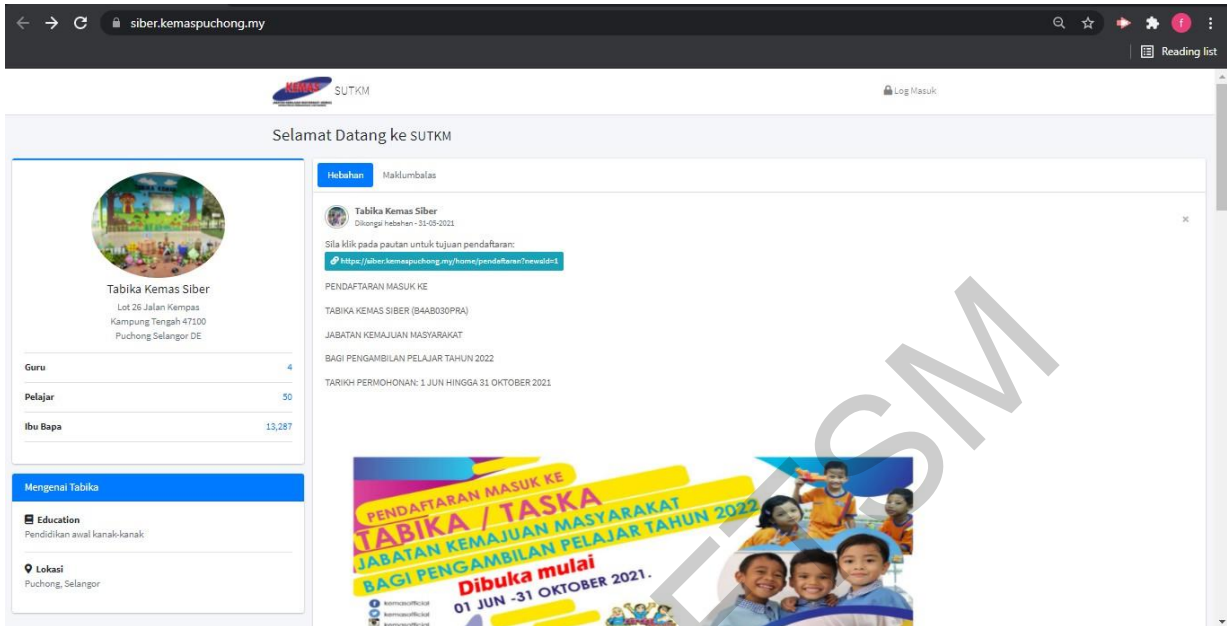 siber.kemaspuchong.my
f
Reading list
KEMAS
SUTKM
Log Masuk
Selamat Datang ke SUTKM
Tabika Kemas Siber
Lot 26 Jalan Kempas
Kampung Tengah 47100
Puchong Selangor DE
Guru 4
Pelajar 50
Ibu Bapa 13,287
Mengenai Tabika
Education
Pendidikan awal kanak-kanak
Lokasi
Puchong, Selangor
Hebahan Maklumbalas
Tabika Kemas Siber
Dikongsi hebahan - 31-05-2021
Sila klik pada pautan untuk tujuan pendaftaran:
https://siber.kemaspuchong.my/home/pendaftaran?newsId=1
PENDAFTARAN MASUK KE
TABIKA KEMAS SIBER (B4AB030PRA)
JABATAN KEMAJUAN MASYARAKAT
BAGI PENGAMBILAN PELAJAR TAHUN 2022
TARIKH PERMOHONAN: 1 JUN HINGGA 31 OKTOBER 2021
PENDAFTARAN MASUK KE
TABIKA / TASKA
JABATAN KEMAJUAN MASYARAKAT
BAGI PENGAMBILAN PELAJAR TAHUN 2022
Dibuka mulai
01 JUN -31 OKTOBER 2021.
kemasofficial
kemasofficial
kemasofficial
FTSM